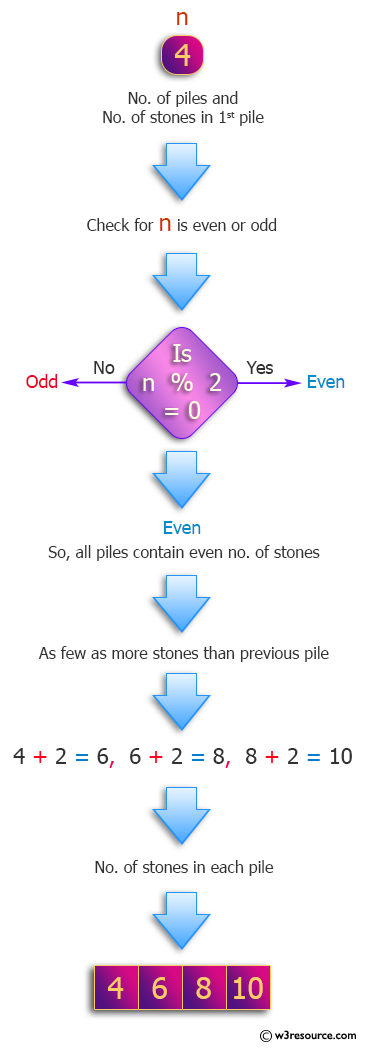 n
4
No. of piles and
No. of stones in 1st pile
Check for n is even or odd
Is
n % 2
= 0
Odd No Yes Even
Even
So, all piles contain even no. of stones
As few as more stones than previous pile
4 + 2 = 6, 6 + 2 = 8, 8 + 2 = 10
No. of stones in each pile
4 6 8 10
© w3resource.com